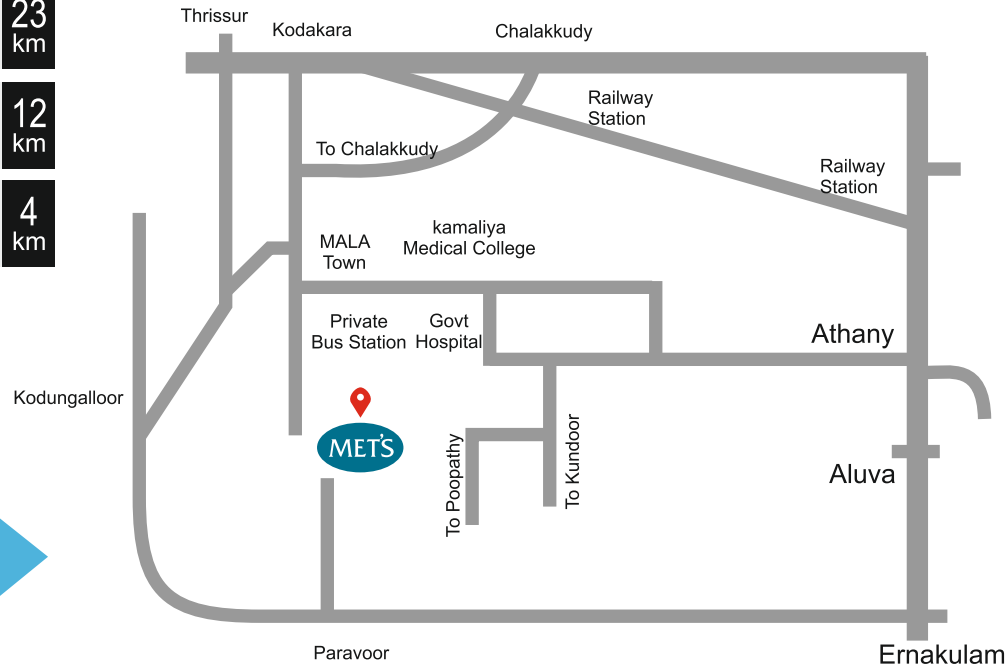 23
km
12
km
4
km
Thrissur
Kodakara
Chalakkudy
Railway
Station
Railway
Station
To Chalakkudy
MALA
Town
kamaliya
Medical College
Private
Bus Station
Govt
Hospital
Athany
Kodungalloor
MET'S
To Poopathy
To Kundoor
Aluva
Paravoor
Ernakulam